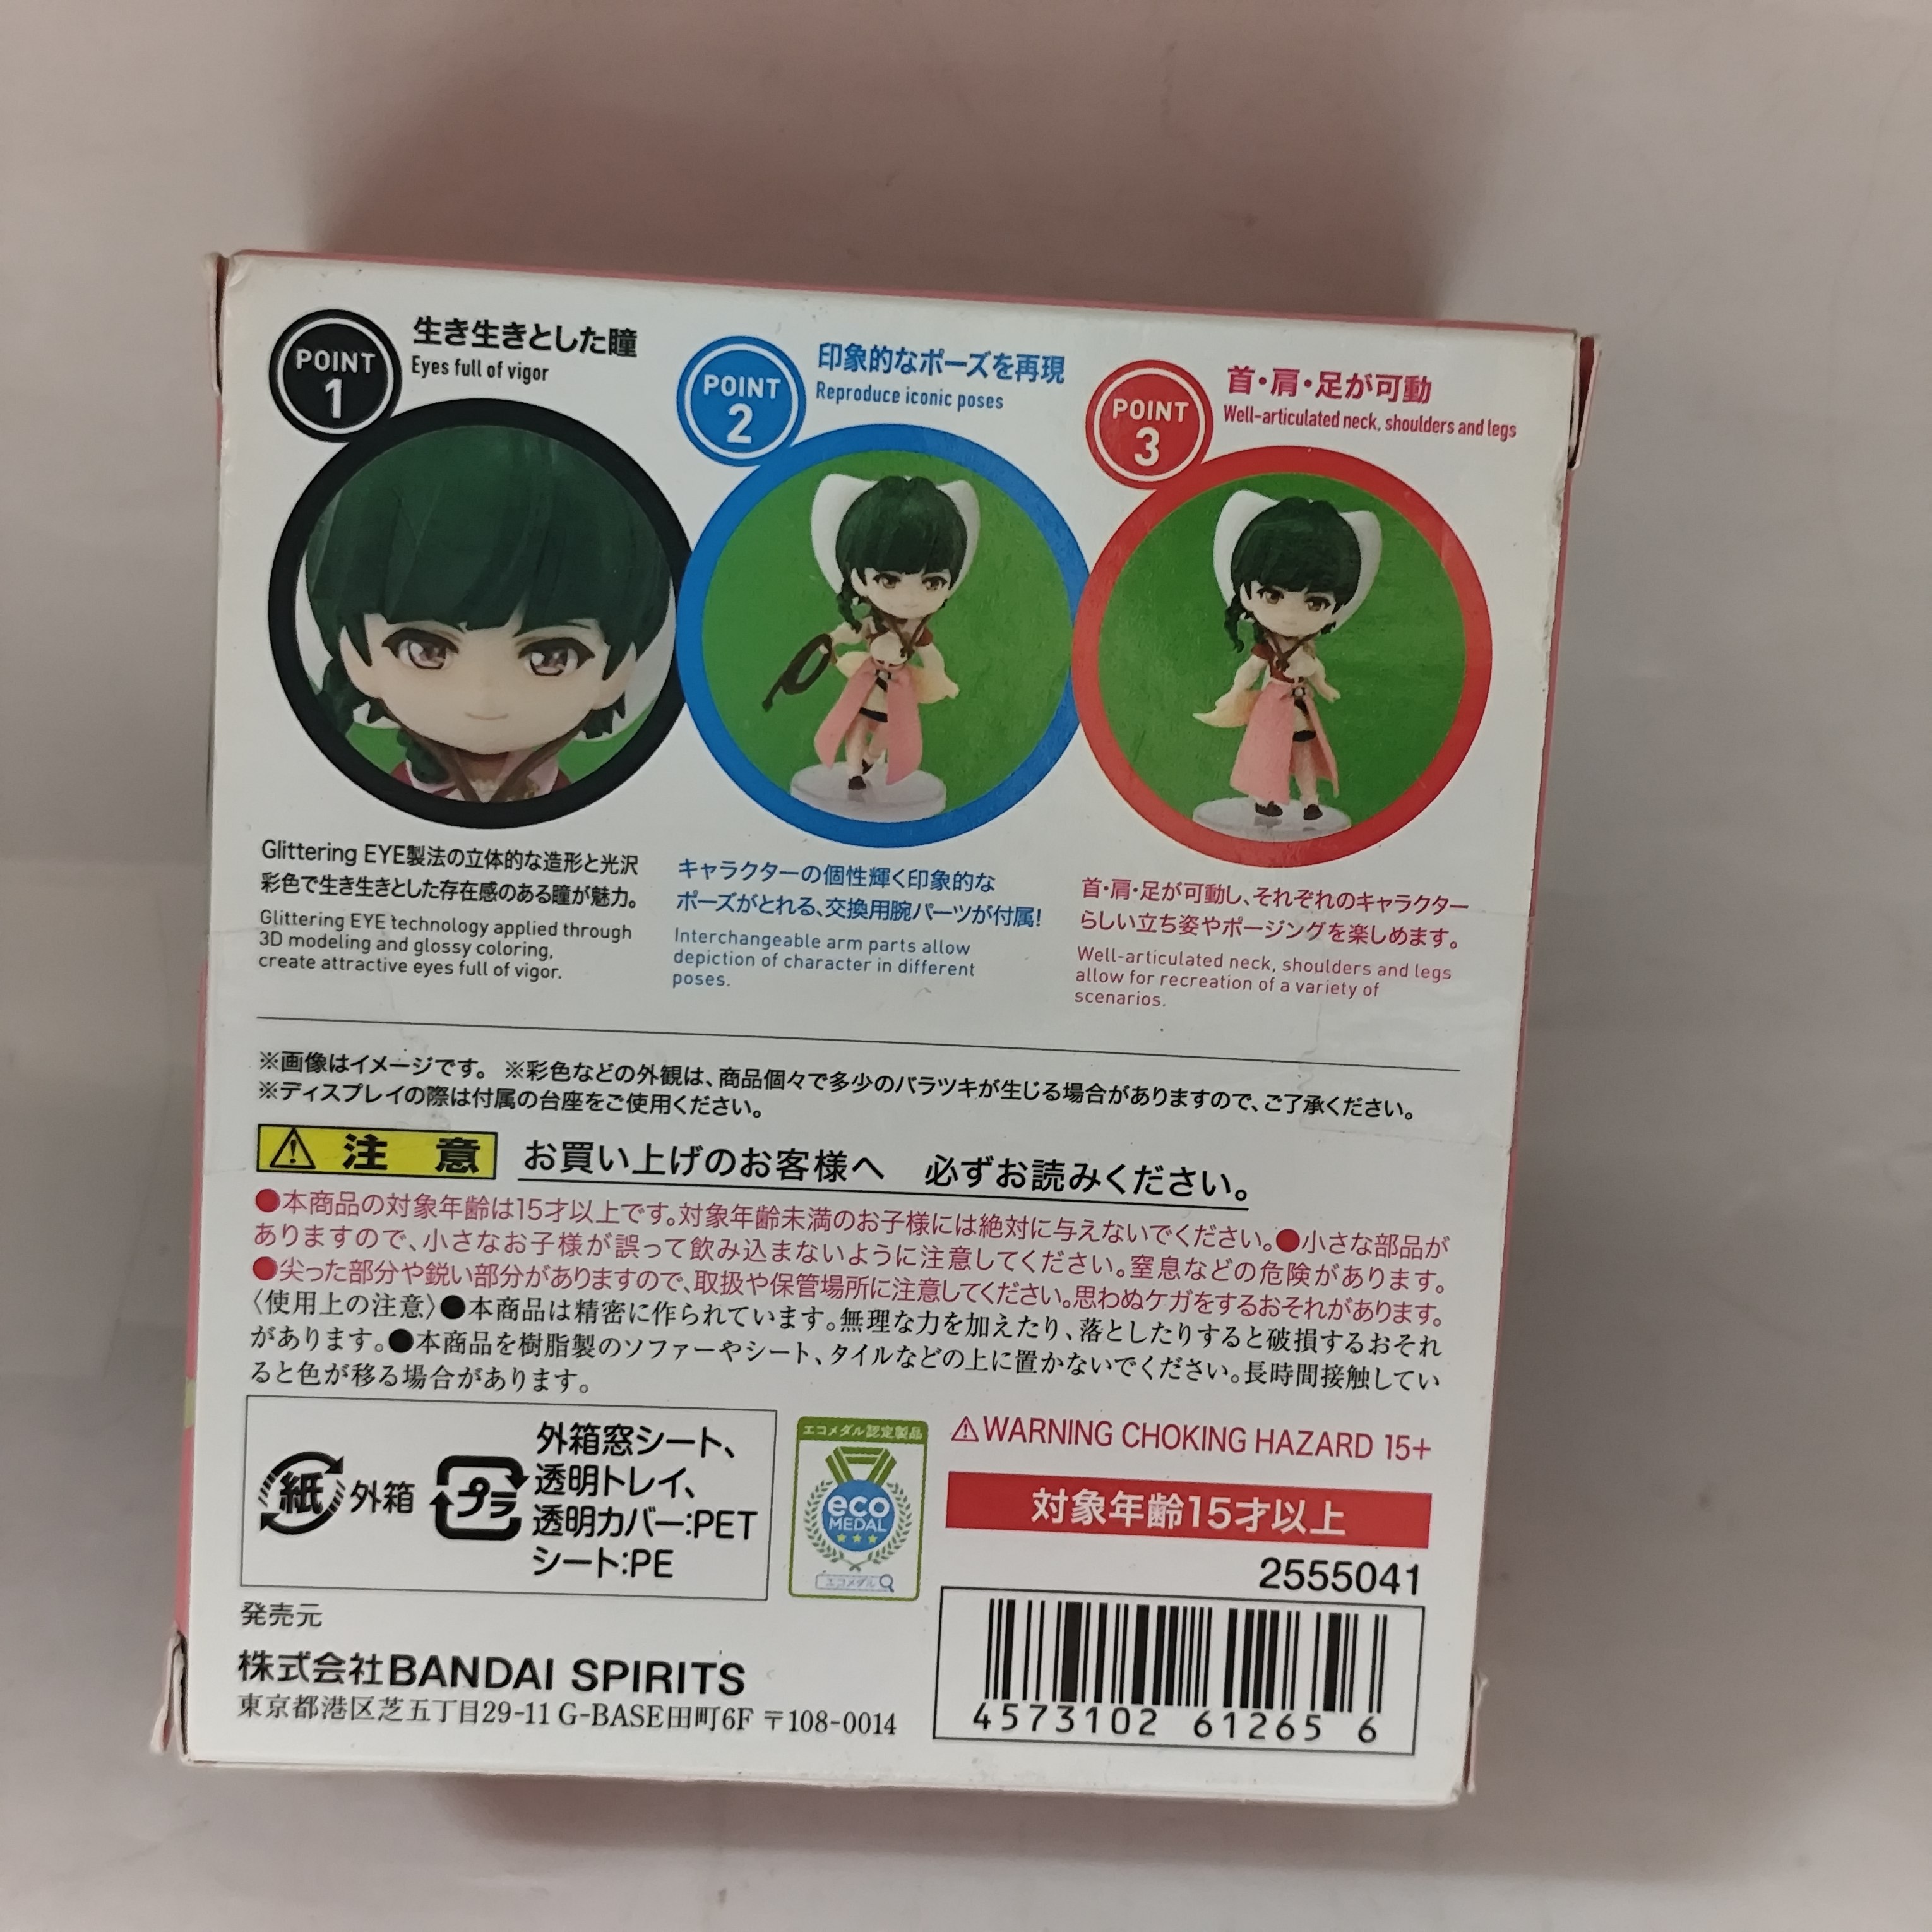 POINT
1
生き生きとした瞳
Eyes full of vigor
POINT
2
印象的なポーズを再現
Reproduce iconic poses
POINT
3
首・肩・足が可動
Well-articulated neck, shoulders and legs
Glittering EYE製法の立体的な造形と光沢
彩色で生き生きとした存在感のある瞳が魅力。
Glittering EYE technology applied through
3D modeling and glossy coloring,
create attractive eyes full of vigor.
キャラクターの個性輝く印象的な
ポーズがとれる、交換用腕パーツが付属!
Interchangeable arm parts allow
depiction of character in different
poses.
首・肩・足が可動し、それぞれのキャラクター
らしい立ち姿やポージングを楽しめます。
Well-articulated neck, shoulders and legs
allow for recreation of a variety of
scenarios.
※画像はイメージです。 ※彩色などの外観は、商品個々で多少のバラツキが生じる場合がありますので、ご了承ください。
※ディスプレイの際は付属の台座をご使用ください。
注 意 お買い上げのお客様へ 必ずお読みください。
●本商品の対象年齢は15才以上です。対象年齢未満のお子様には絶対に与えないでください。●小さな部品が
ありますので、小さなお子様が誤って飲み込まないように注意してください。窒息などの危険があります。
●尖った部分や鋭い部分がありますので、取扱や保管場所に注意してください。思わぬケガをするおそれがあります。
〈使用上の注意〉●本商品は精密に作られています。無理な力を加えたり、落としたりすると破損するおそれ
があります。●本商品を樹脂製のソファーやシート、タイルなどの上に置かないでください。長時間接触してい
ると色が移る場合があります。
紙 外箱
プラ
外箱窓シート、
透明トレイ、
透明カバー:PET
シート:PE
エコメダル認定製品
eco
MEDAL
エコメダル
⚠WARNING CHOKING HAZARD 15+
対象年齢15才以上
2555041
4573102 61265 6
発売元
株式会社BANDAI SPIRITS
東京都港区芝五丁目29-11 G-BASE田町6F 〒108-0014